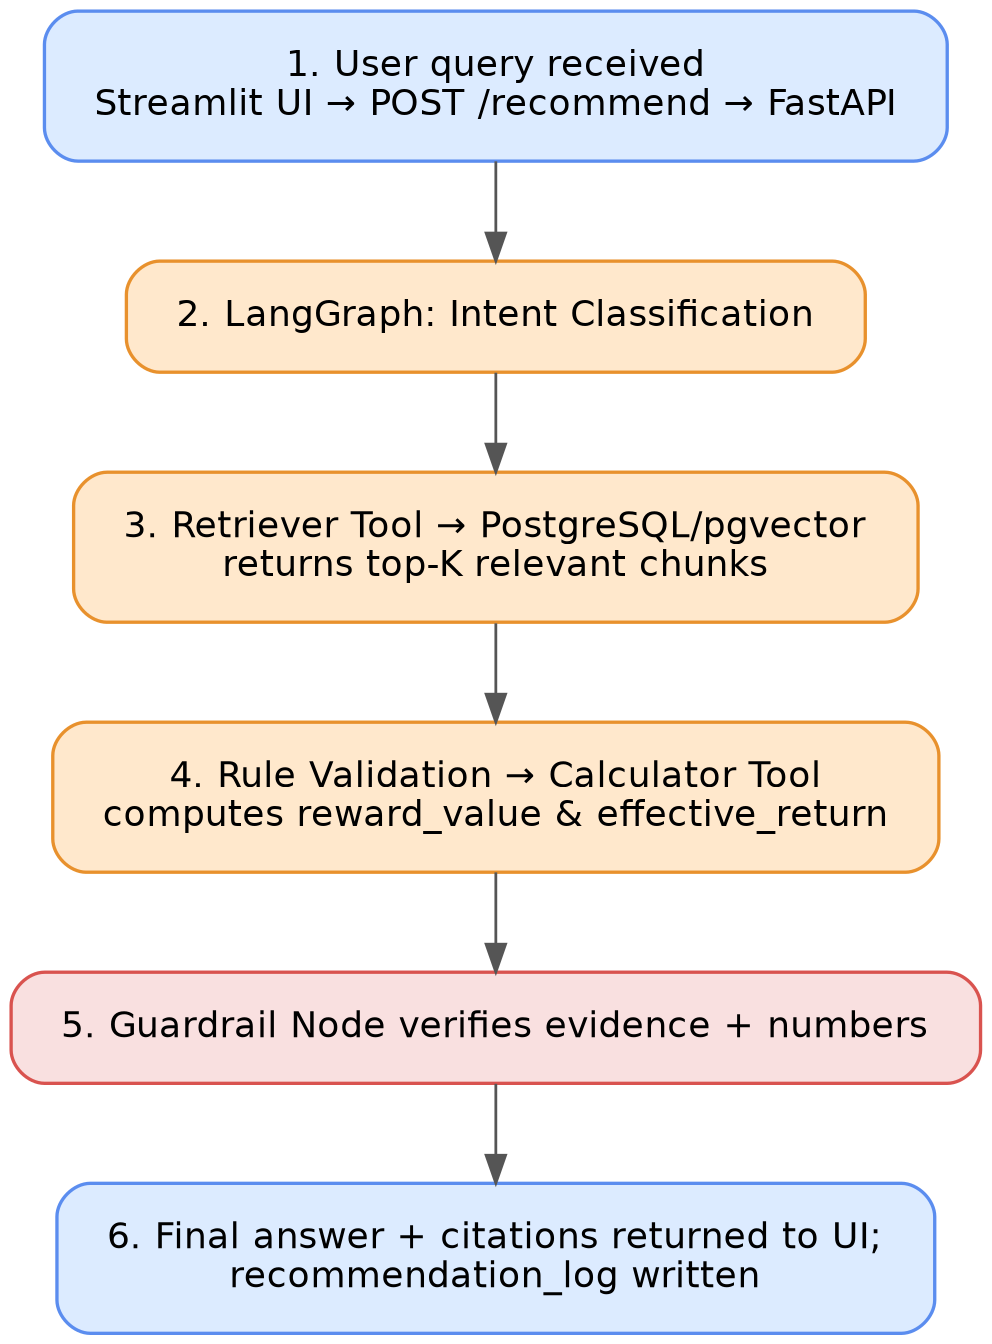 1. User query received
Streamlit UI → POST /recommend → FastAPI
2. LangGraph: Intent Classification
3. Retriever Tool → PostgreSQL/pgvector
returns top-K relevant chunks
4. Rule Validation → Calculator Tool
computes reward_value & effective_return
5. Guardrail Node verifies evidence + numbers
6. Final answer + citations returned to UI;
recommendation_log written